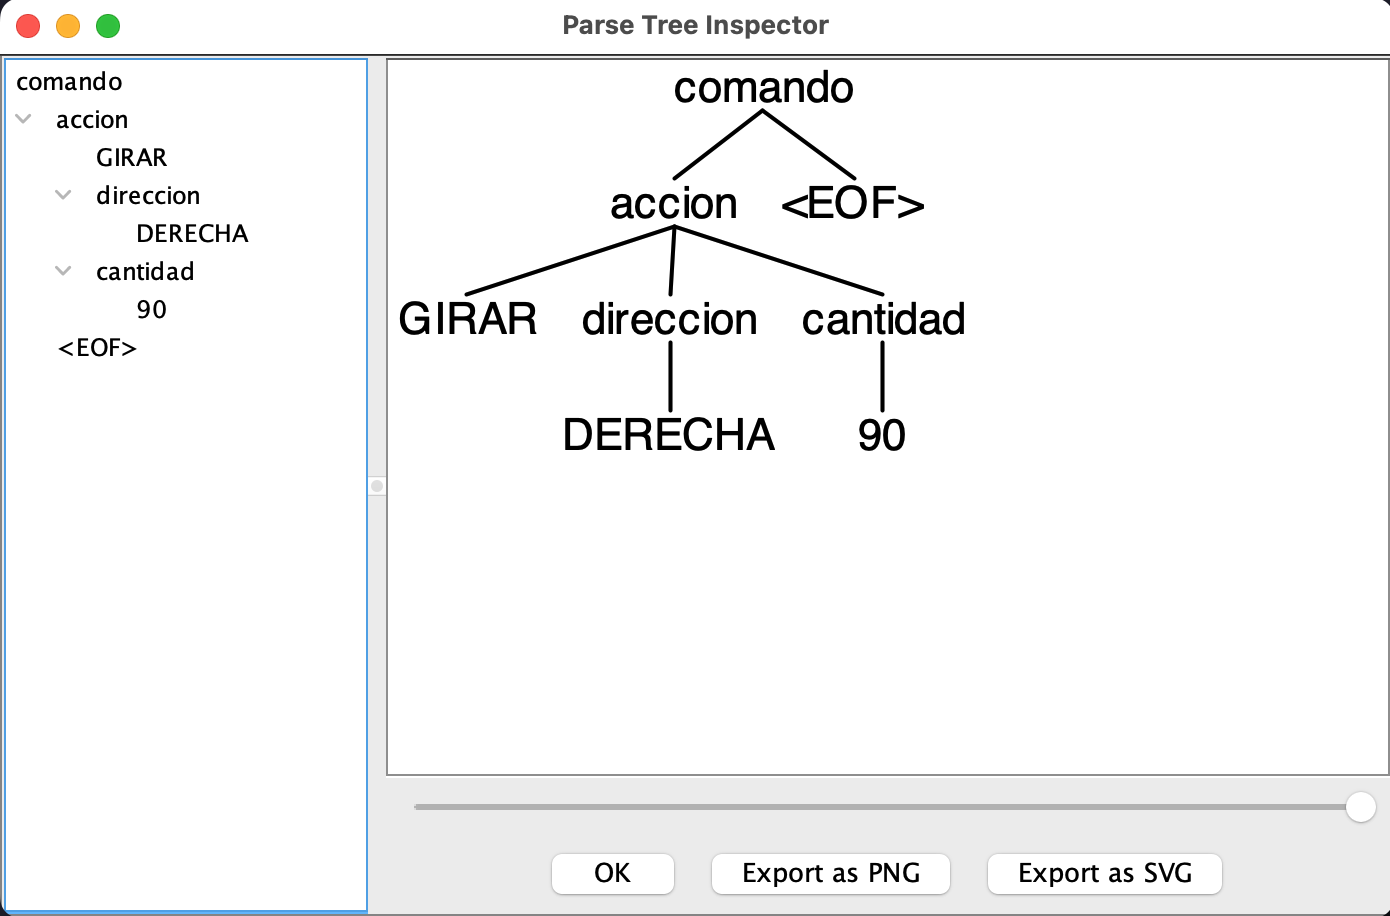 Parse Tree Inspector
comando
accion
GIRAR
direccion
DERECHA
cantidad
90
<EOF>
comando
accion <EOF>
GIRAR direccion cantidad
DERECHA 90
OK Export as PNG Export as SVG